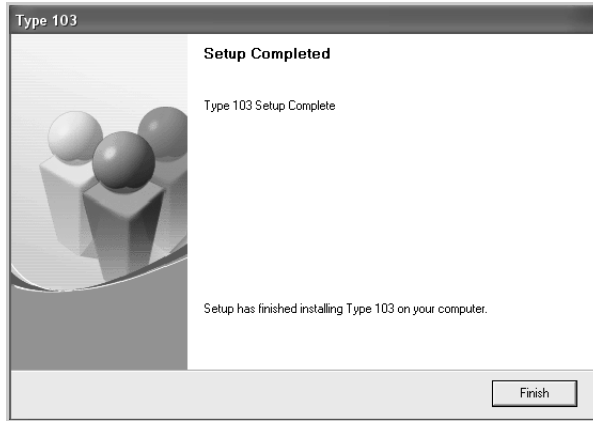 Type 103
Setup Completed
Type 103 Setup Complete
Setup has finished installing Type 103 on your computer.
Finish